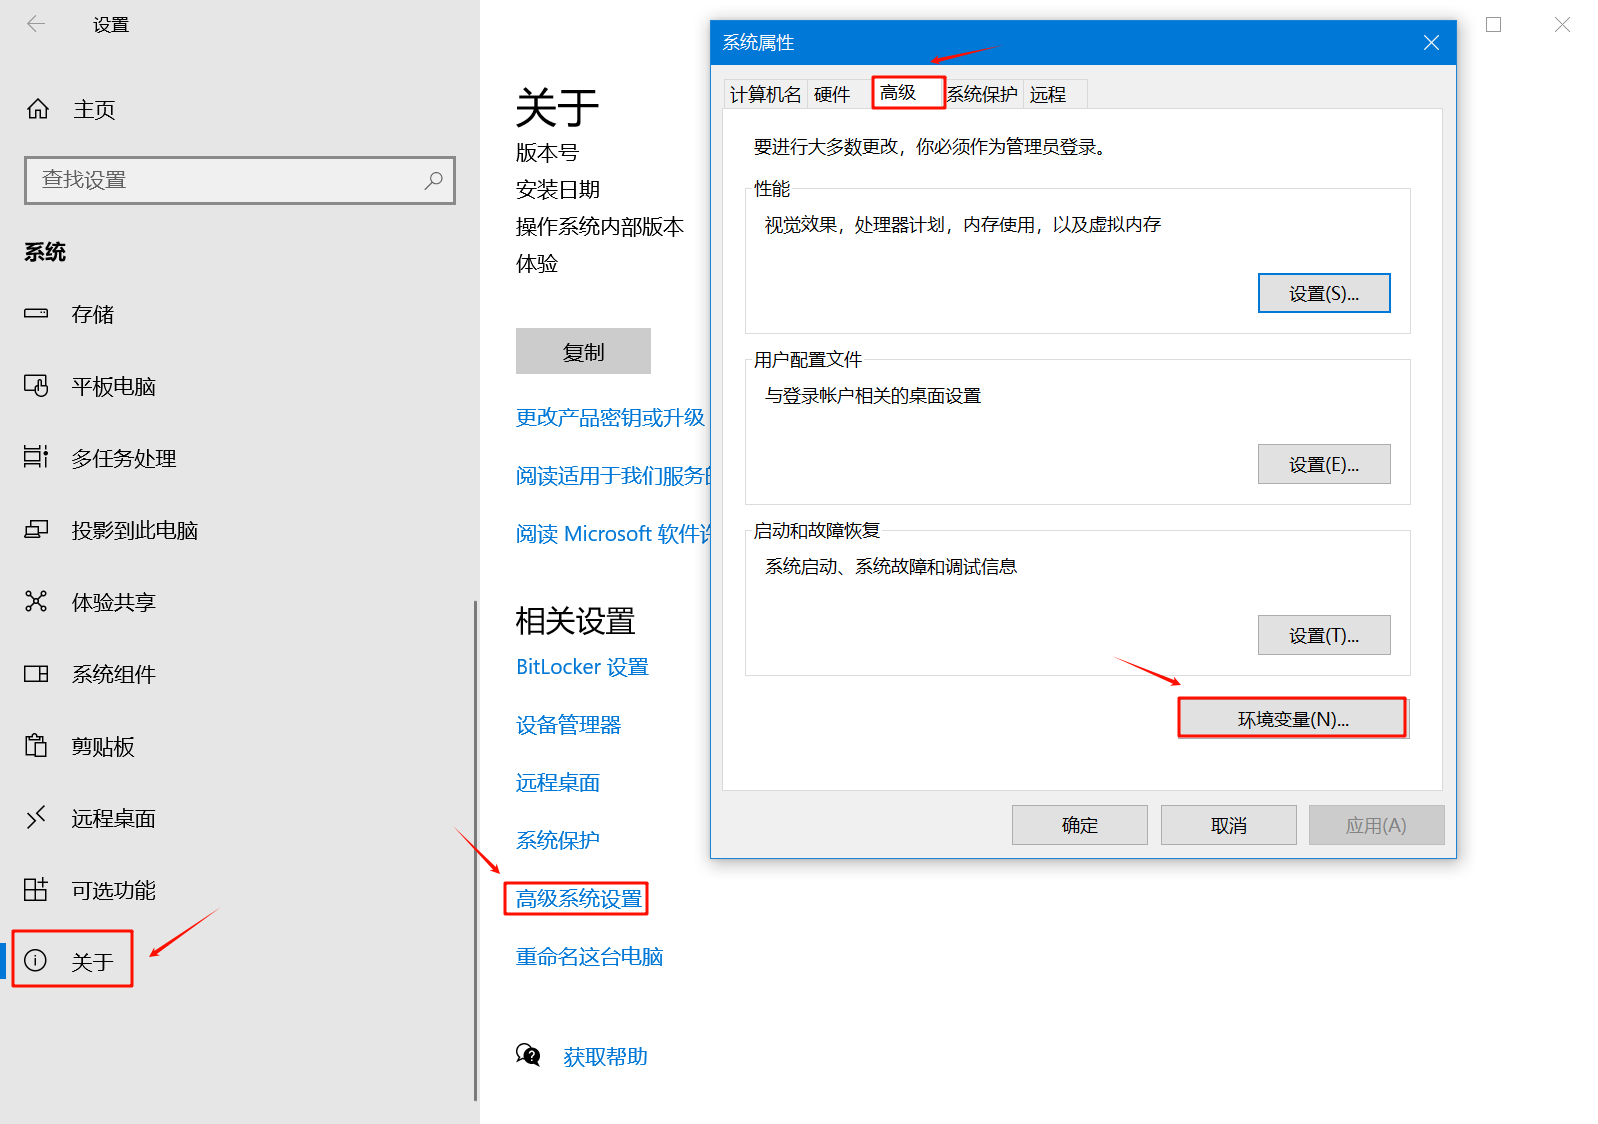 设置
主页
查找设置
系统
存储
平板电脑
多任务处理
投影到此电脑
体验共享
系统组件
剪贴板
远程桌面
可选功能
关于
关于
版本号
安装日期
操作系统内部版本
体验
复制
更改产品密钥或升级
阅读适用于我们服务的
阅读 Microsoft 软件许
相关设置
BitLocker 设置
设备管理器
远程桌面
系统保护
高级系统设置
重命名这台电脑
获取帮助
系统属性
计算机名 硬件 高级 系统保护 远程
要进行大多数更改，你必须作为管理员登录。
性能
视觉效果，处理器计划，内存使用，以及虚拟内存
设置(S)...
用户配置文件
与登录帐户相关的桌面设置
设置(E)...
启动和故障恢复
系统启动、系统故障和调试信息
设置(T)...
环境变量(N)...
确定 取消 应用(A)